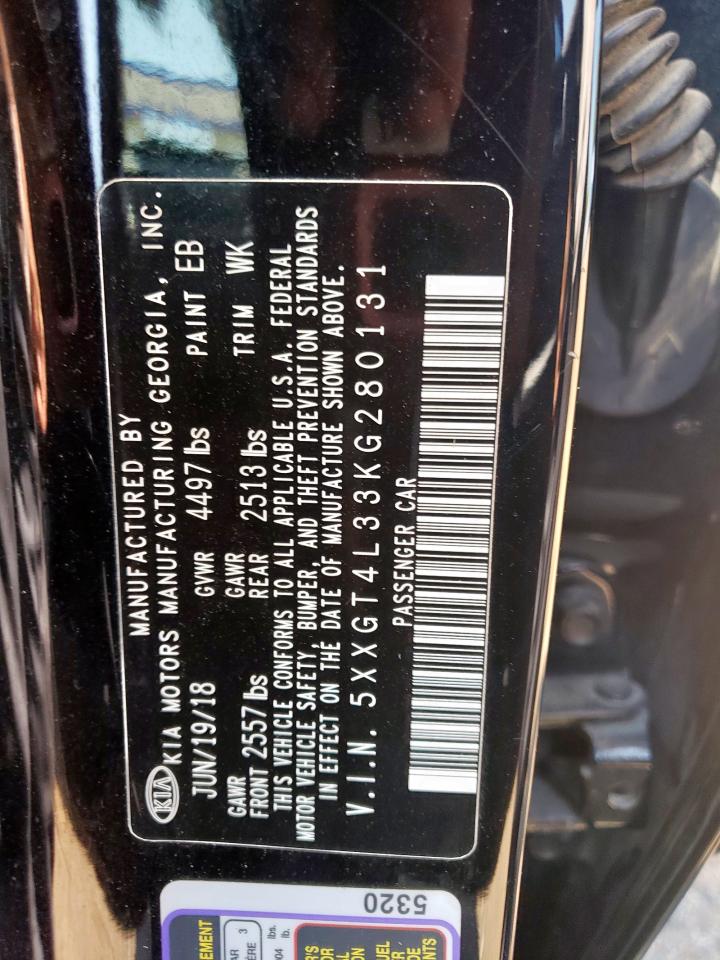 MANUFACTURED BY
KIA KIA MOTORS MANUFACTURING GEORGIA, INC.
JUN/19/18 GVWR 4497 lbs PAINT EB
GAWR FRONT 2557 lbs GAWR REAR 2513 lbs TRIM WK
THIS VEHICLE CONFORMS TO ALL APPLICABLE U.S.A. FEDERAL
MOTOR VEHICLE SAFETY, BUMPER, AND THEFT PREVENTION STANDARDS
IN EFFECT ON THE DATE OF MANUFACTURE SHOWN ABOVE.
V.I.N. 5XXGT4L33KG280131
PASSENGER CAR
5320